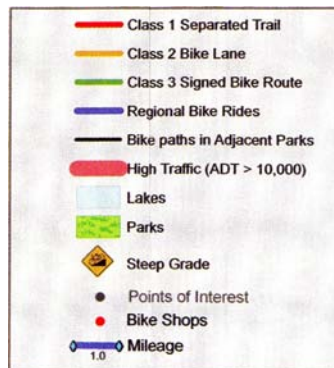 Class 1 Separated Trail
Class 2 Bike Lane
Class 3 Signed Bike Route
Regional Bike Rides
Bike paths in Adjacent Parks
High Traffic (ADT > 10,000)
Lakes
Parks
Steep Grade
Points of Interest
Bike Shops
Mileage
1.0